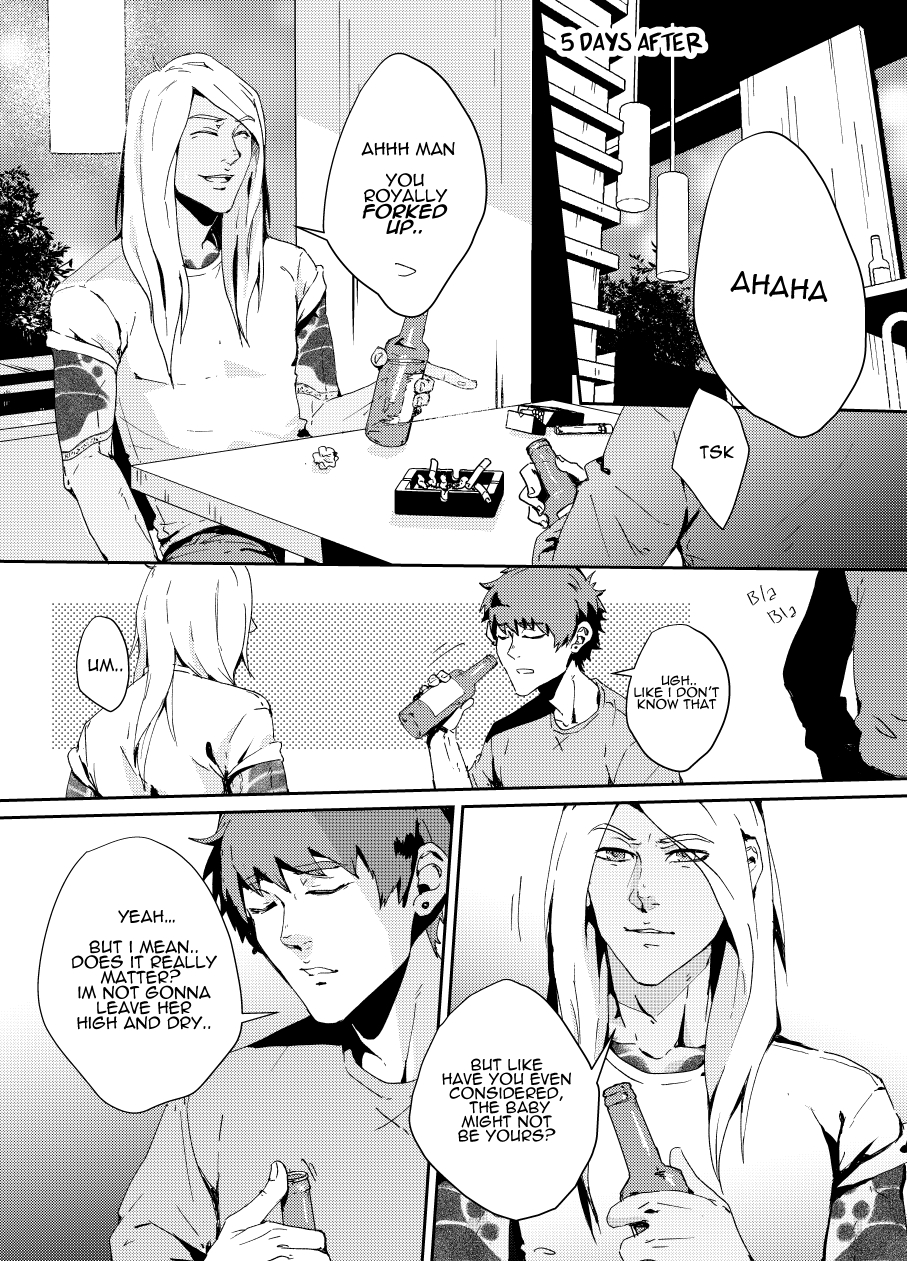 5 DAYS AFTER
AHHH MAN
YOU
ROYALLY
FORKED
UP..
AHAHA
TSK
UM..
UGH..
LIKE I DON'T
KNOW THAT
Bla
Bla
YEAH...
BUT I MEAN..
DOES IT REALLY
MATTER?
IM NOT GONNA
LEAVE HER
HIGH AND DRY..
BUT LIKE
HAVE YOU EVEN
CONSIDERED,
THE BABY
MIGHT NOT
BE YOURS?